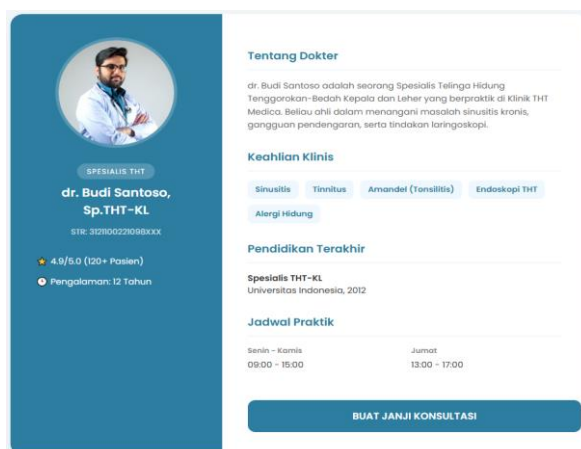 SPESIALIS THT
dr. Budi Santoso,
Sp.THT-KL
STR: 3121100221098XXX
4.9/5.0 (120+ Pasien)
Pengalaman: 12 Tahun
Tentang Dokter
dr. Budi Santoso adalah seorang Spesialis Telinga Hidung
Tenggorokan-Bedah Kepala dan Leher yang berpraktik di Klinik THT
Medica. Beliau ahli dalam menangani masalah sinusitis kronis,
gangguan pendengaran, serta tindakan laringoskopi.
Keahlian Klinis
Sinusitis
Tinnitus
Amandel (Tonsilitis)
Endoskopi THT
Alergi Hidung
Pendidikan Terakhir
Spesialis THT-KL
Universitas Indonesia, 2012
Jadwal Praktik
Senin - Kamis
09:00 - 15:00
Jumat
13:00 - 17:00
BUAT JANJI KONSULTASI